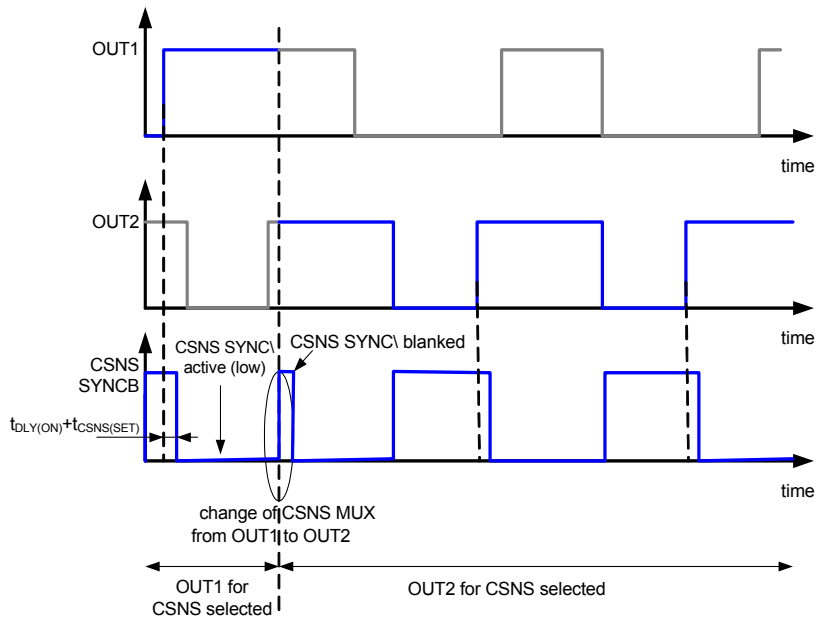 OUT1
time
OUT2
time
CSNS
SYNCB
CSNS SYNC\
active (low)
CSNS SYNC\ blanked
tDLY(ON)+tCSNS(SET)
time
change of CSNS MUX
from OUT1 to OUT2
OUT1 for
CSNS selected
OUT2 for CSNS selected